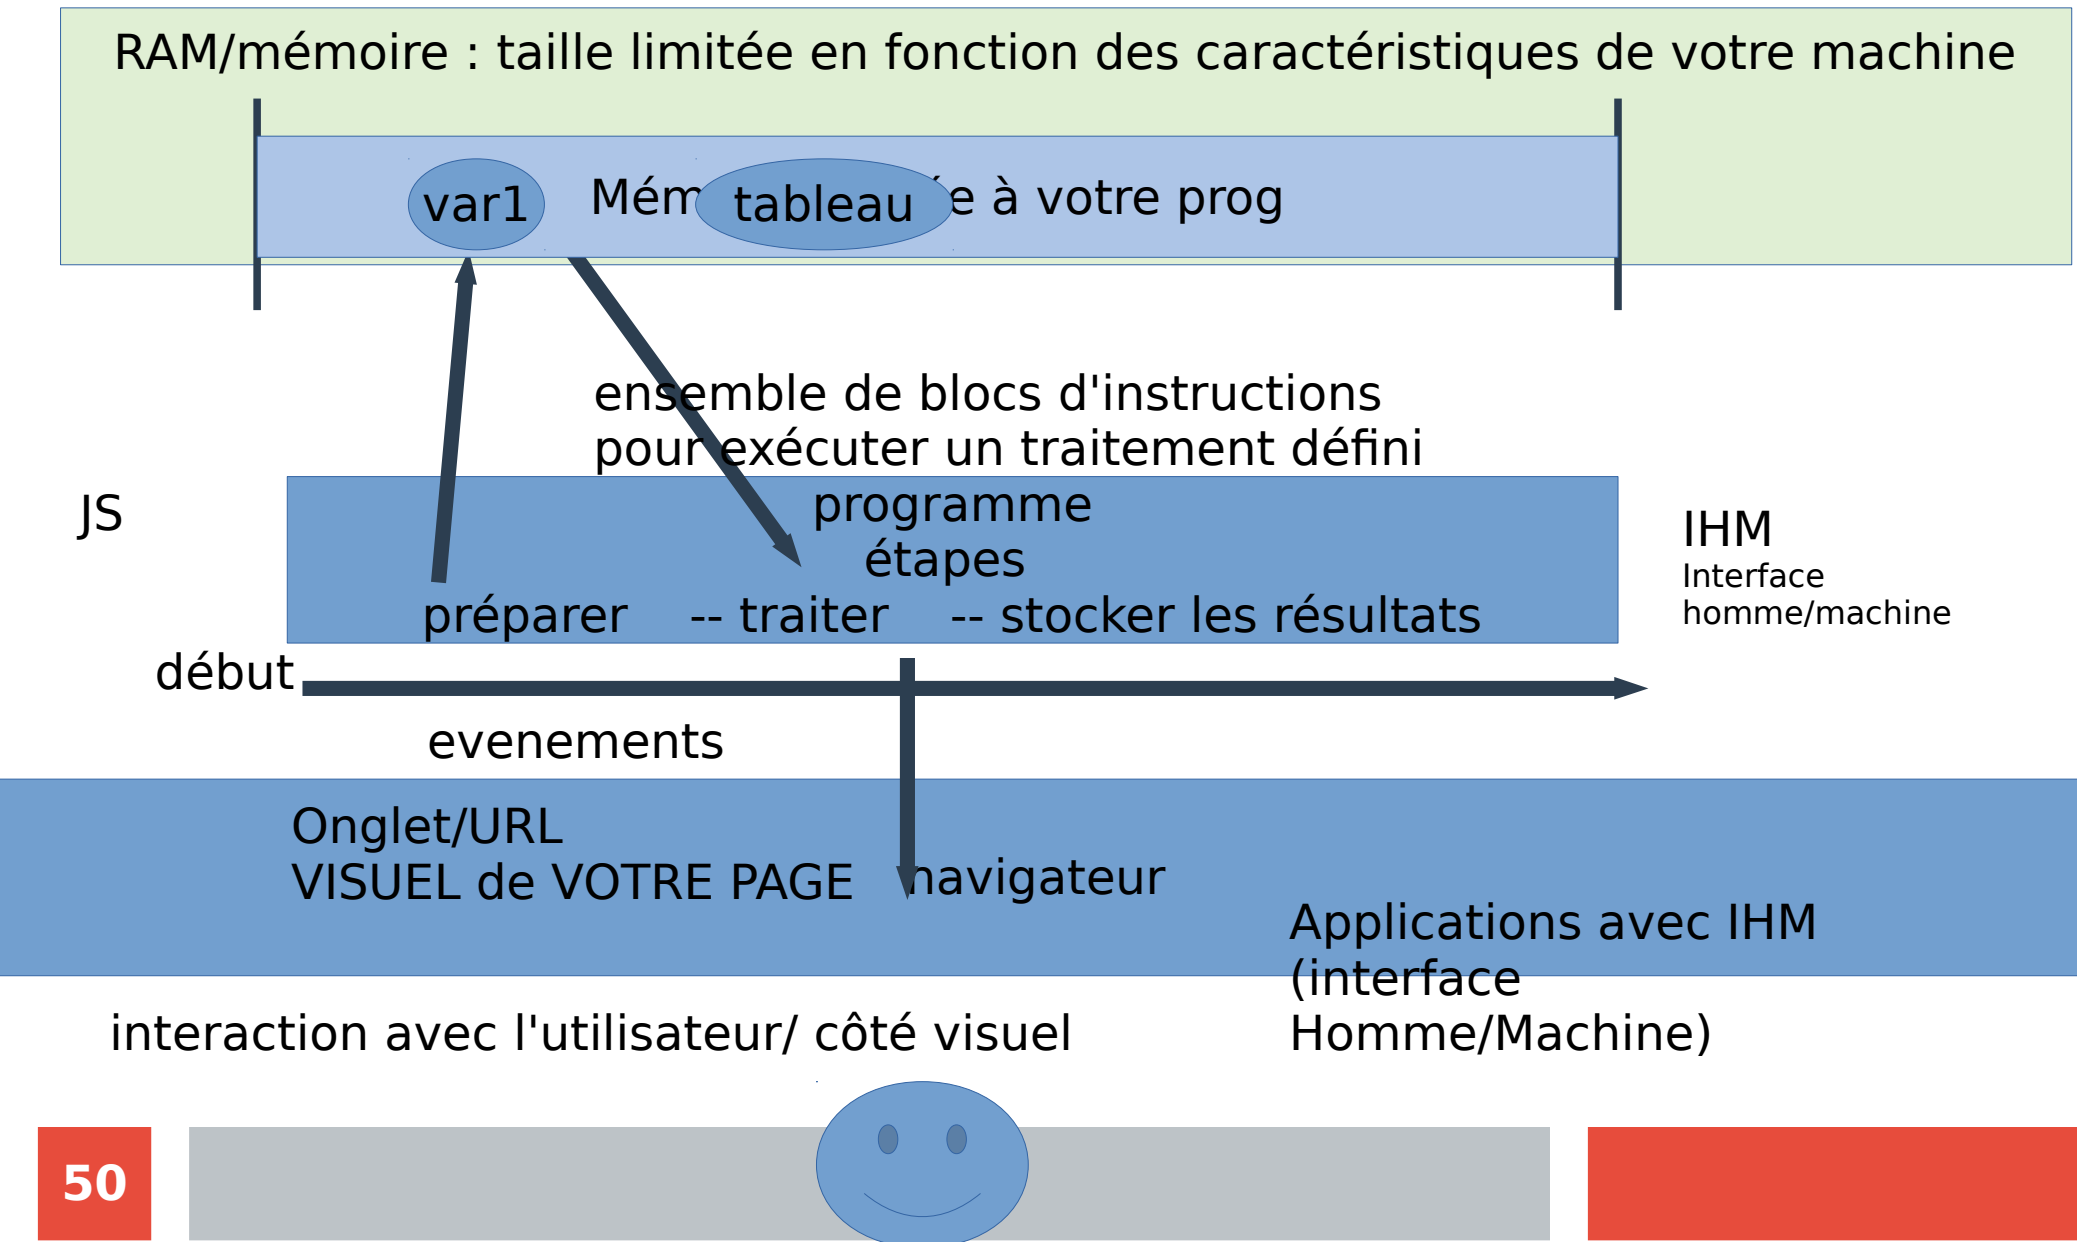 RAM/mémoire : taille limitée en fonction des caractéristiques de votre machine
var1
tableau
à votre prog
ensemble de blocs d'instructions
pour exécuter un traitement défini
JS
programme
étapes
préparer -- traiter -- stocker les résultats
IHM
Interface
homme/machine
début
evenements
Onglet/URL
VISUEL de VOTRE PAGE
navigateur
Applications avec IHM
(interface
Homme/Machine)
interaction avec l'utilisateur/ côté visuel
50